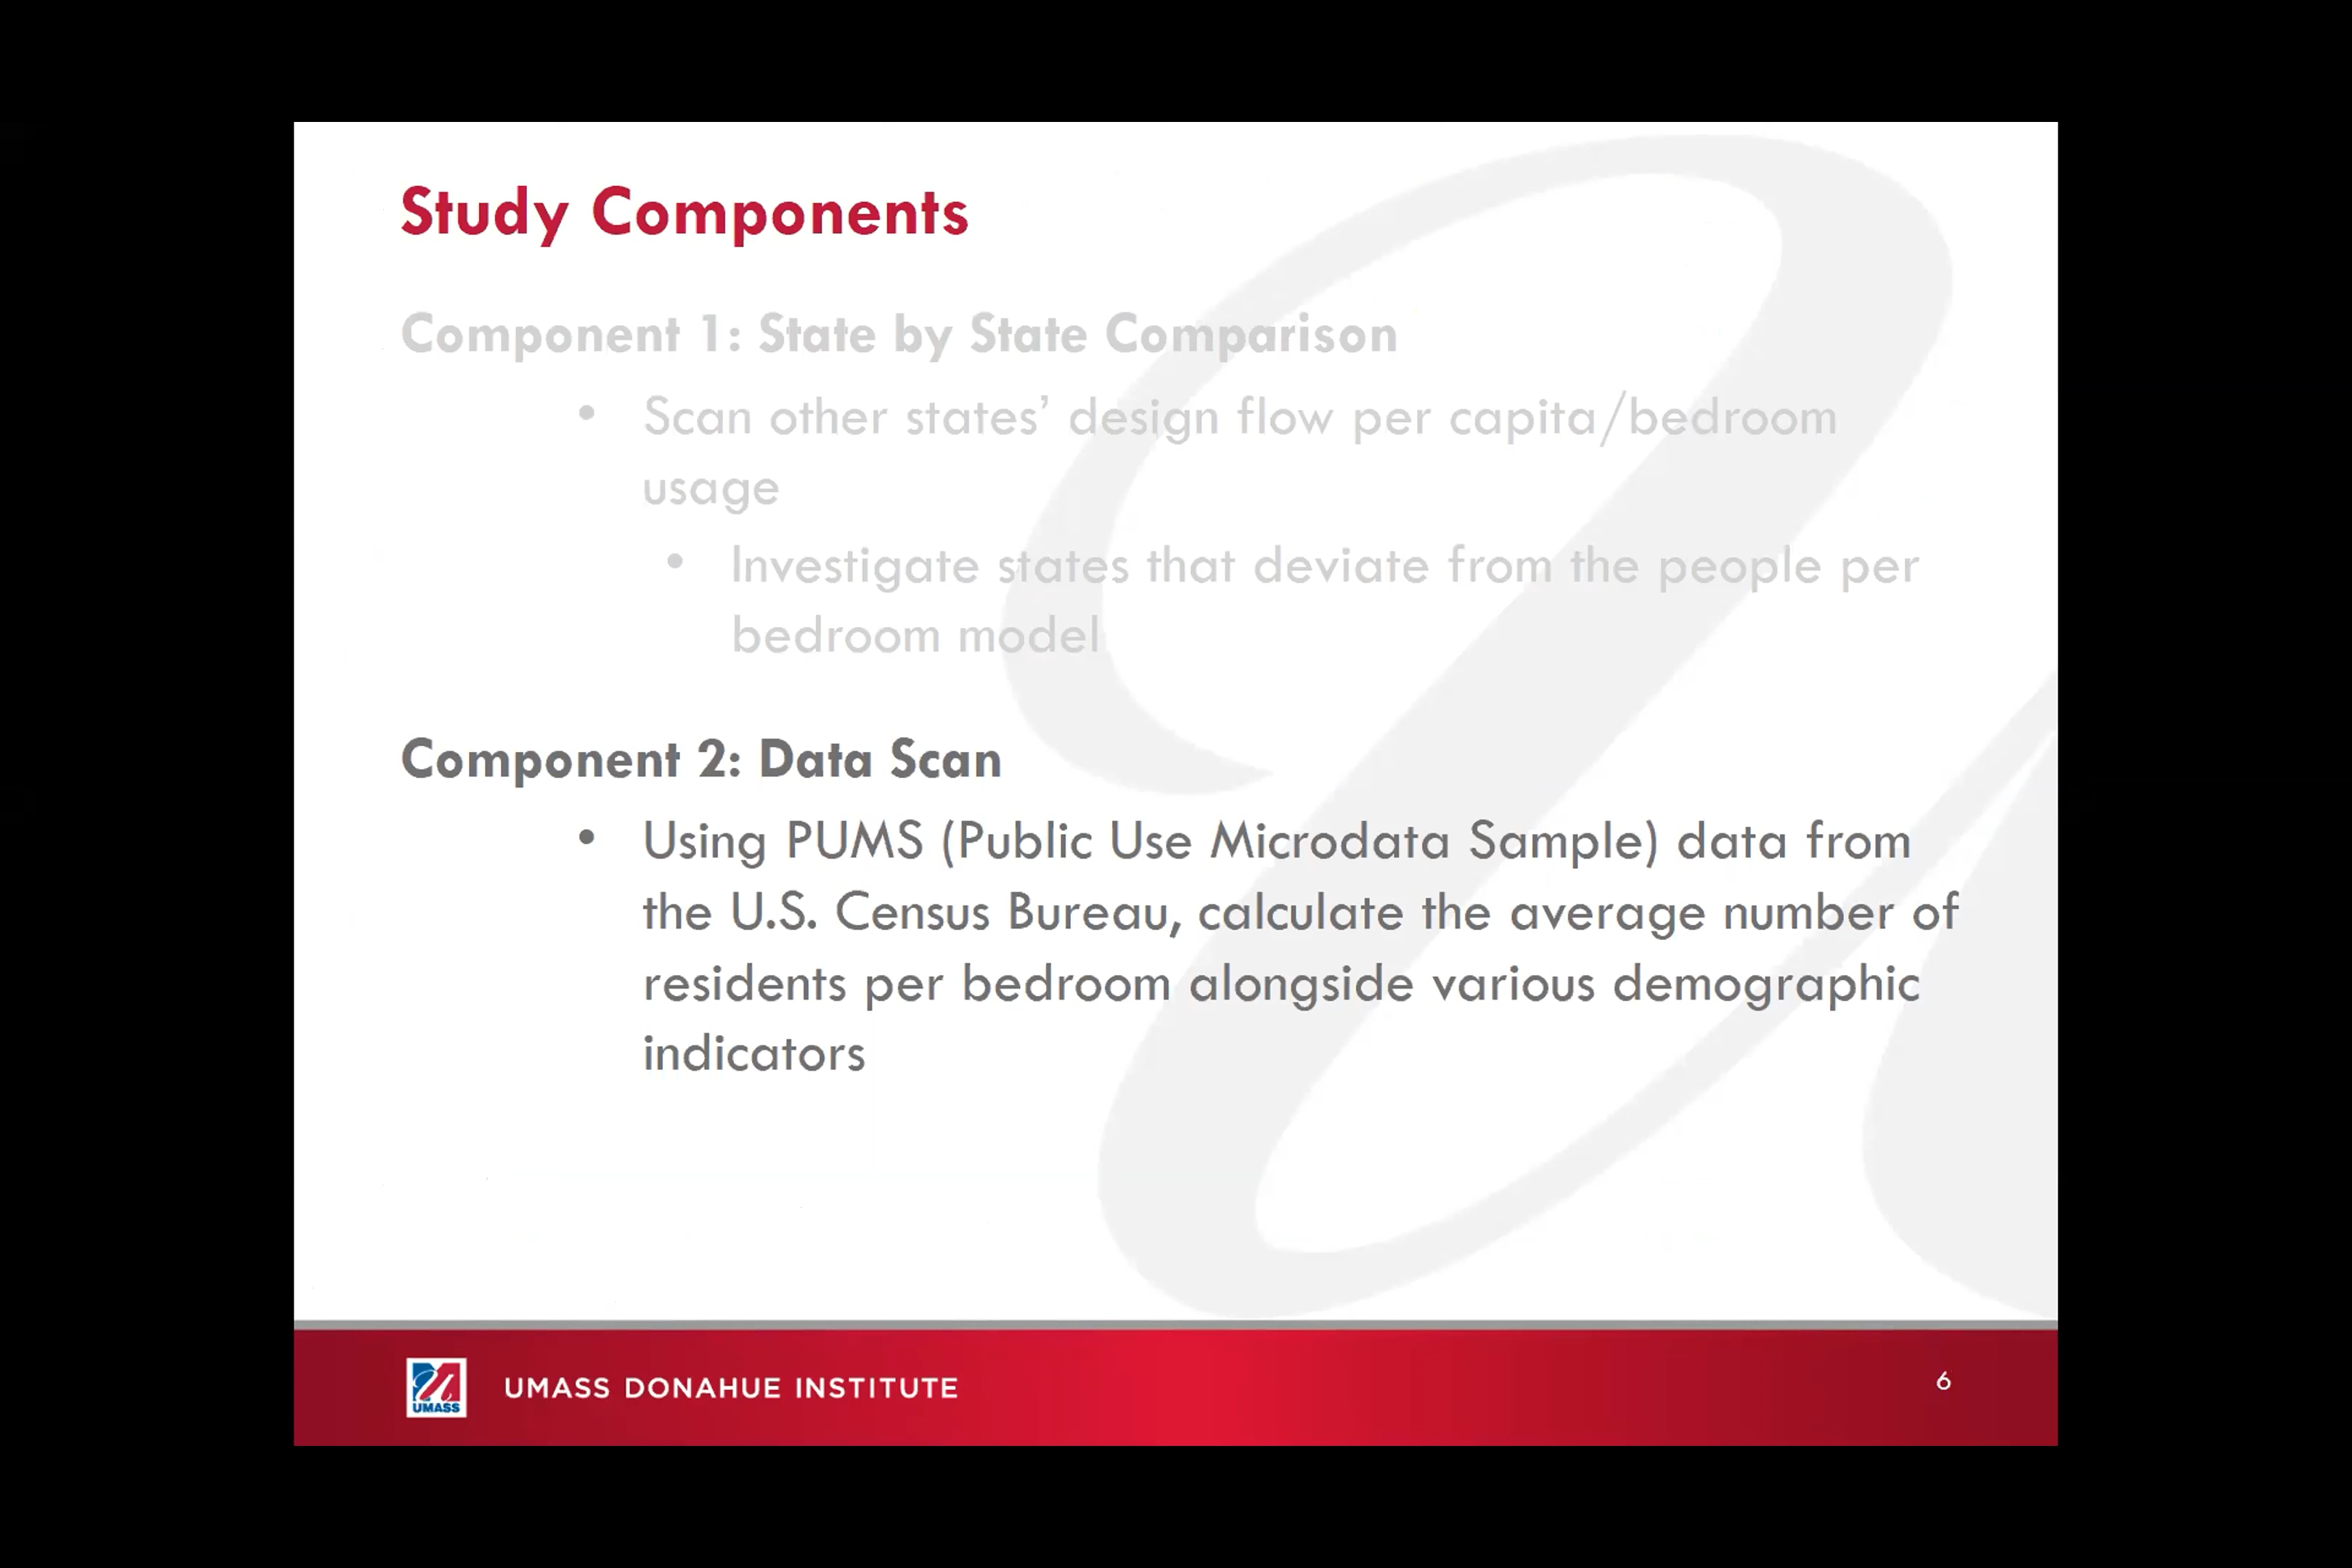 Study Components
Component 1: State by State Comparison
• Scan other states’ design flow per capita/bedroom
usage
• Investigate states that deviate from the people per
bedroom model
Component 2: Data Scan
• Using PUMS (Public Use Microdata Sample) data from
the U.S. Census Bureau, calculate the average number of
residents per bedroom alongside various demographic
indicators
UMASS
UMASS DONAHUE INSTITUTE
6